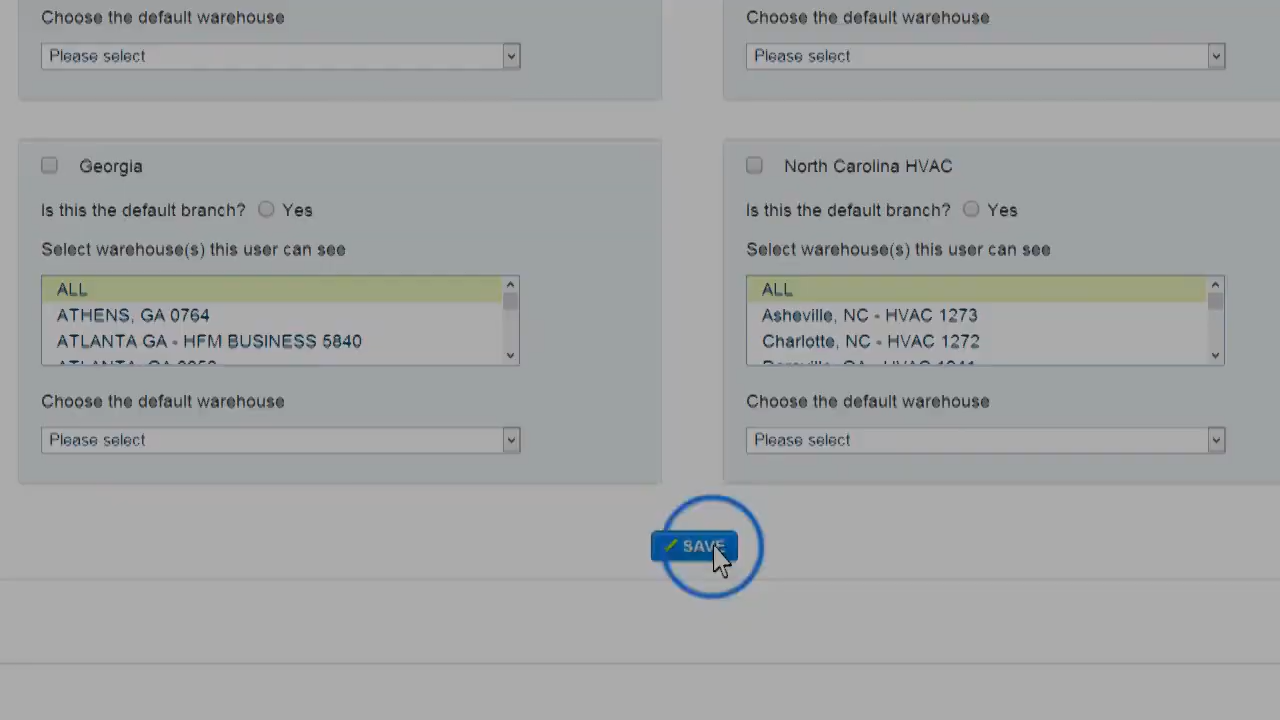 Choose the default warehouse
Please select
Choose the default warehouse
Please select
Georgia
Is this the default branch? Yes
Select warehouse(s) this user can see
ALL
ATHENS, GA 0764
ATLANTA GA - HFM BUSINESS 5840
Choose the default warehouse
Please select
North Carolina HVAC
Is this the default branch? Yes
Select warehouse(s) this user can see
ALL
Asheville, NC - HVAC 1273
Charlotte, NC - HVAC 1272
Choose the default warehouse
Please select
SAVE